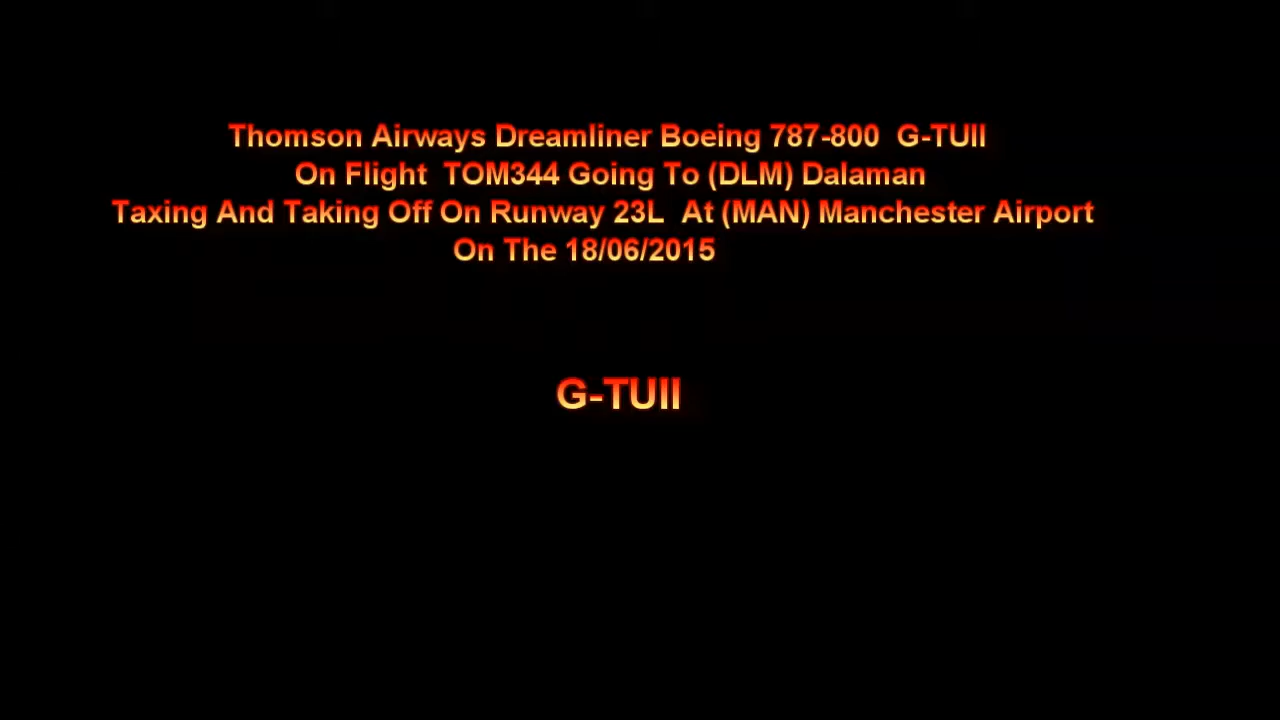 Thomson Airways Dreamliner Boeing 787-800 G-TUII
On Flight TOM344 Going To (DLM) Dalaman
Taxing And Taking Off On Runway 23L At (MAN) Manchester Airport
On The 18/06/2015
G-TUII